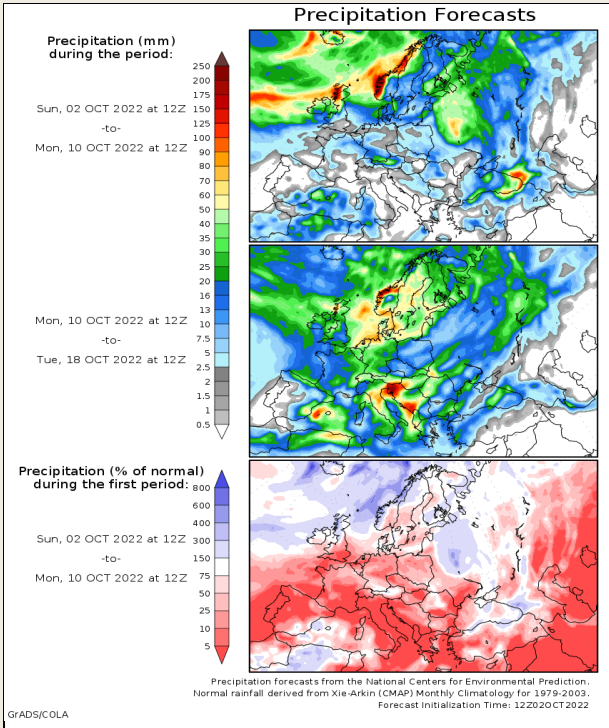 Precipitation Forecasts
Precipitation (mm)
during the period:
Sun, 02 OCT 2022 at 12Z
-to-
Mon, 10 OCT 2022 at 12Z
250
200
175
150
125
100
90
80
70
60
50
40
35
30
25
20
16
13
10
7.5
5
2.5
2
1.5
1
0.5
Mon, 10 OCT 2022 at 12Z
-to-
Tue, 18 OCT 2022 at 12Z
Precipitation (% of normal)
during the first period:
Sun, 02 OCT 2022 at 12Z
-to-
Mon, 10 OCT 2022 at 12Z
800
600
400
300
150
75
50
25
10
5
Precipitation forecasts from the National Centers for Environmental Prediction.
Normal rainfall derived from Xie-Arkin (CMAP) Monthly Climatology for 1979-2003.
Forecast Initialization Time: 12Z02OCT2022
GrADS/COLA